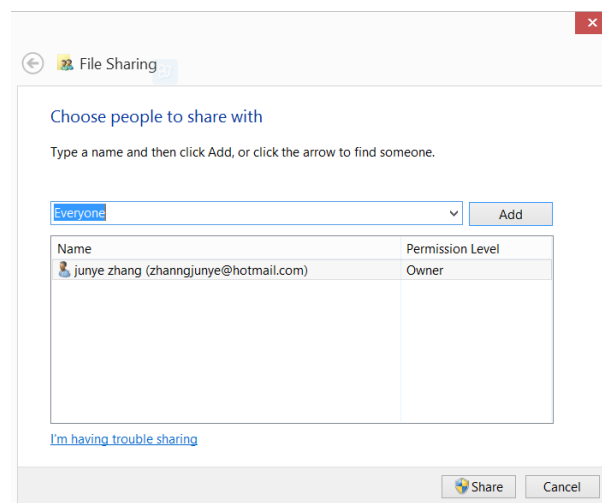 File Sharing
Choose people to share with
Type a name and then click Add, or click the arrow to find someone.
Everyone
Add
Name Permission Level
junye zhang (zhanngjunye@hotmail.com) Owner
I'm having trouble sharing
Share Cancel